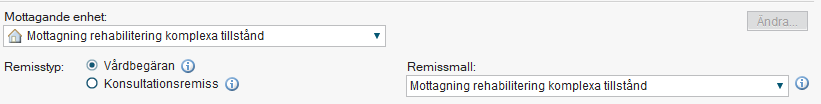 Mottagande enhet:
Mottagning rehabilitering komplexa tillstånd
Ändra...
Remisstyp:
Vårdbegäran
Konsultationsremiss
Remissmall:
Mottagning rehabilitering komplexa tillstånd